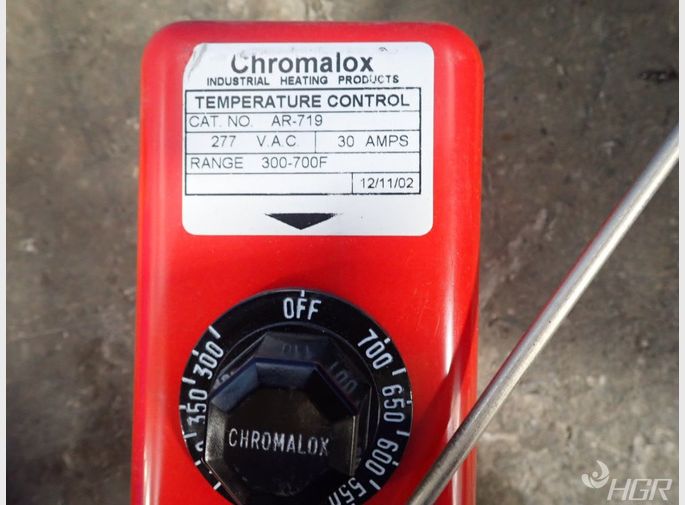 Chromalox
INDUSTRIAL HEATING PRODUCTS
TEMPERATURE CONTROL
CAT. NO. AR-719
277 V.A.C. 30 AMPS
RANGE 300-700F
12/11/02
OFF
300 700
350 650
600
550
CHROMALOX
HGR